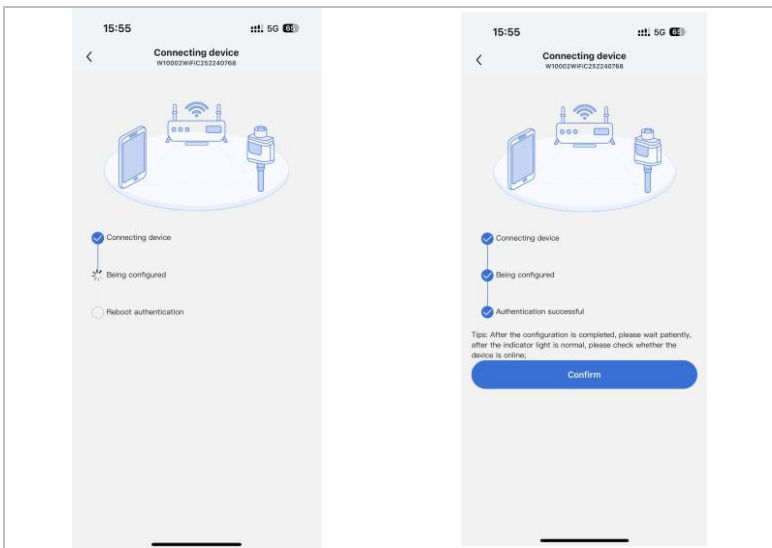 15:55 5G 65
Connecting device
W10002WIFIC252240768
Connecting device
Being configured
Reboot authentication
15:55 5G 65
Connecting device
W10002WIFIC252240768
Connecting device
Being configured
Authentication successful
Tips: After the configuration is completed, please wait patiently,
after the indicator light is normal, please check whether the
device is online;
Confirm